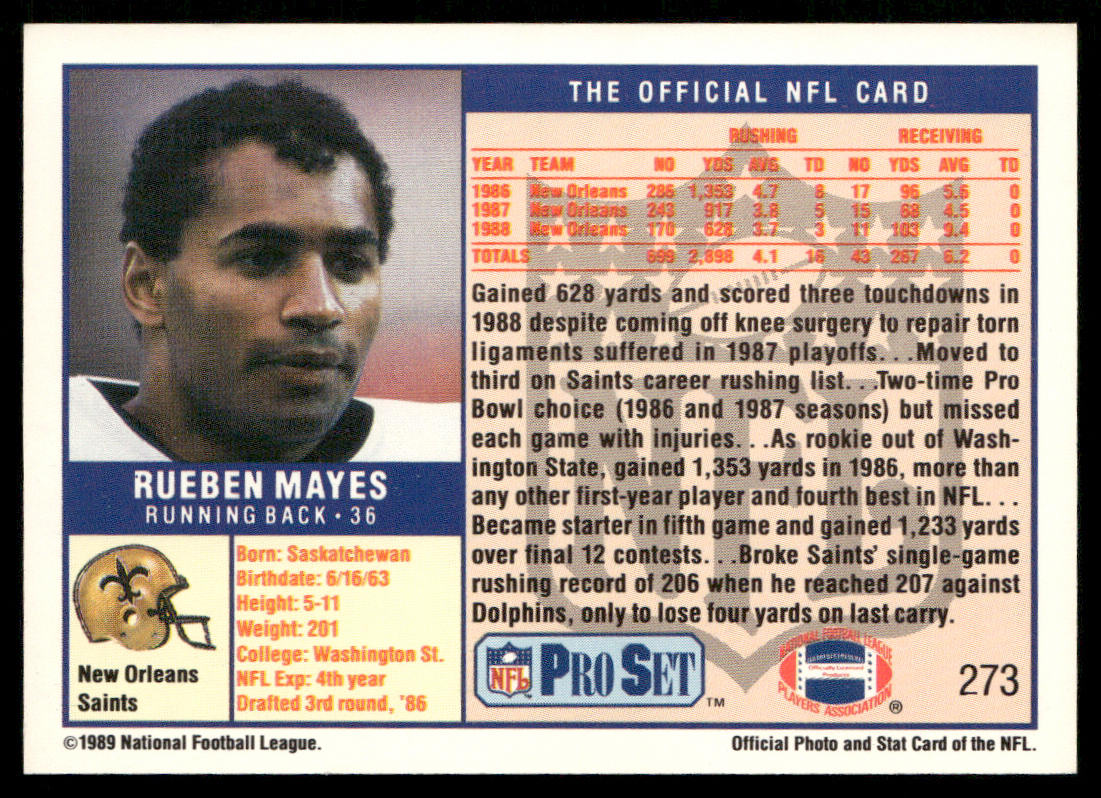 THE OFFICIAL NFL CARD
RUSHING RECEIVING
YEAR TEAM NO YDS AVG TD NO YDS AVG TD
1986 New Orleans 286 1,353 4.7 8 17 96 5.6 0
1987 New Orleans 243 917 3.8 5 15 68 4.5 0
1988 New Orleans 170 628 3.7 3 11 103 9.4 0
TOTALS 699 2,898 4.1 16 43 267 6.2 0
Gained 628 yards and scored three touchdowns in
1988 despite coming off knee surgery to repair torn
ligaments suffered in 1987 playoffs. . .Moved to
third on Saints career rushing list. . .Two-time Pro
Bowl choice (1986 and 1987 seasons) but missed
each game with injuries. . .As rookie out of Wash-
ington State, gained 1,353 yards in 1986, more than
any other first-year player and fourth best in NFL. . .
Became starter in fifth game and gained 1,233 yards
over final 12 contests. . .Broke Saints' single-game
rushing record of 206 when he reached 207 against
Dolphins, only to lose four yards on last carry.
RUEBEN MAYES
RUNNING BACK • 36
New Orleans
Saints
Born: Saskatchewan
Birthdate: 6/16/63
Height: 5-11
Weight: 201
College: Washington St.
NFL Exp: 4th year
Drafted 3rd round, '86
NFL PRO SET ™
NATIONAL FOOTBALL LEAGUE
Officially Licensed
Products
PLAYERS ASSOCIATION ®
273
NFL
©1989 National Football League.
Official Photo and Stat Card of the NFL.